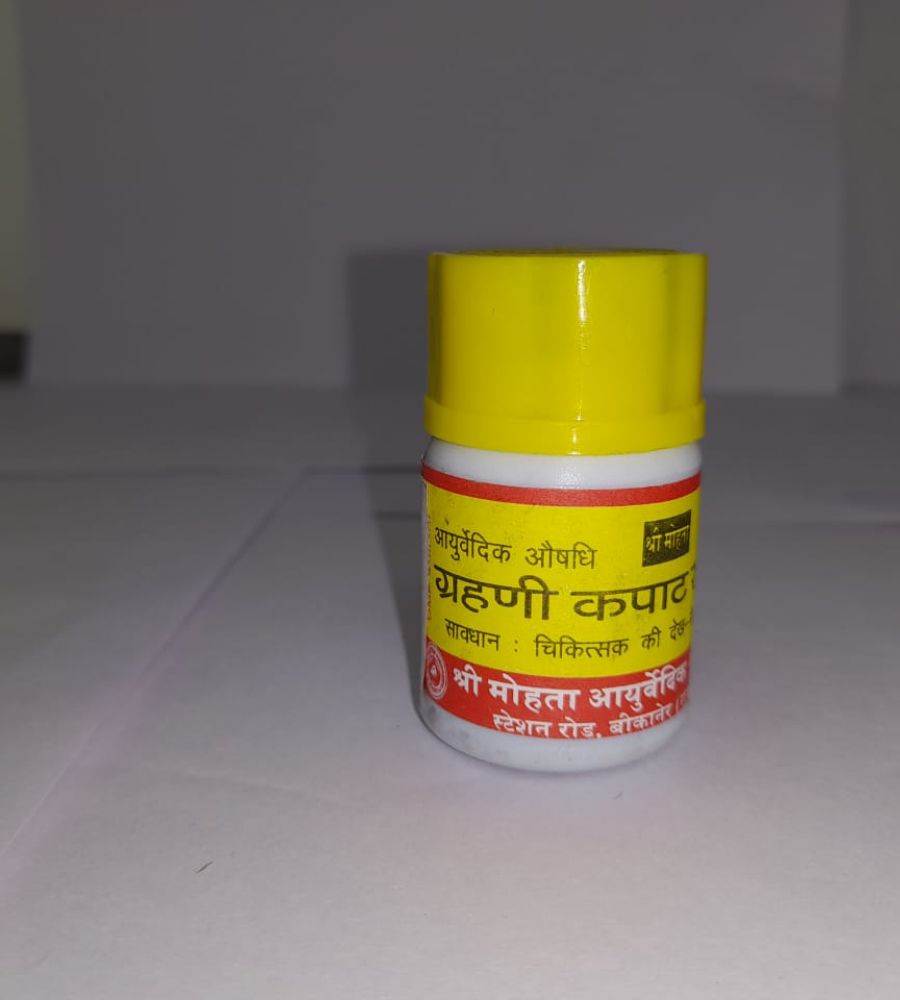 आयुर्वेदिक औषधि
श्री मोहता
ग्रहणी कपाट
सावधान : चिकित्सक की
श्री मोहता आयुर्वेदिक
स्टेशन रोड, बीकानेर